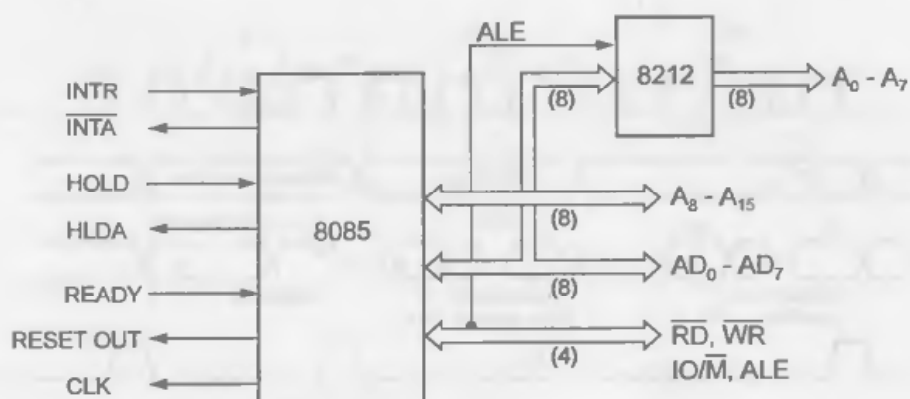 ALE
8212
(8)
(8)
A0 - A7
INTR
INTA
HOLD
HLDA
READY
RESET OUT
CLK
8085
(8)
A8 - A15
(8)
AD0 - AD7
(4)
RD, WR
IO/M, ALE